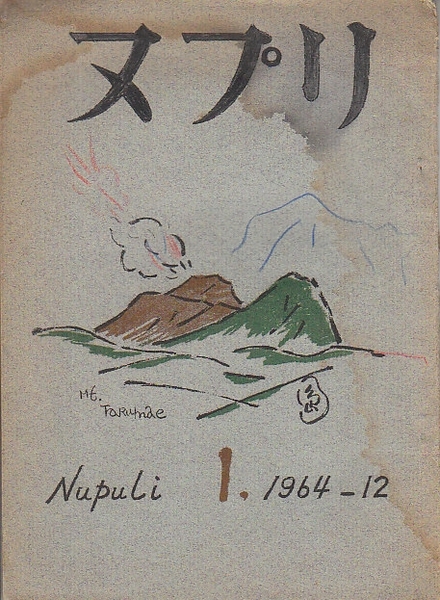 ヌプリ
Mt.
Tarumae
Nupuli 1. 1964-12